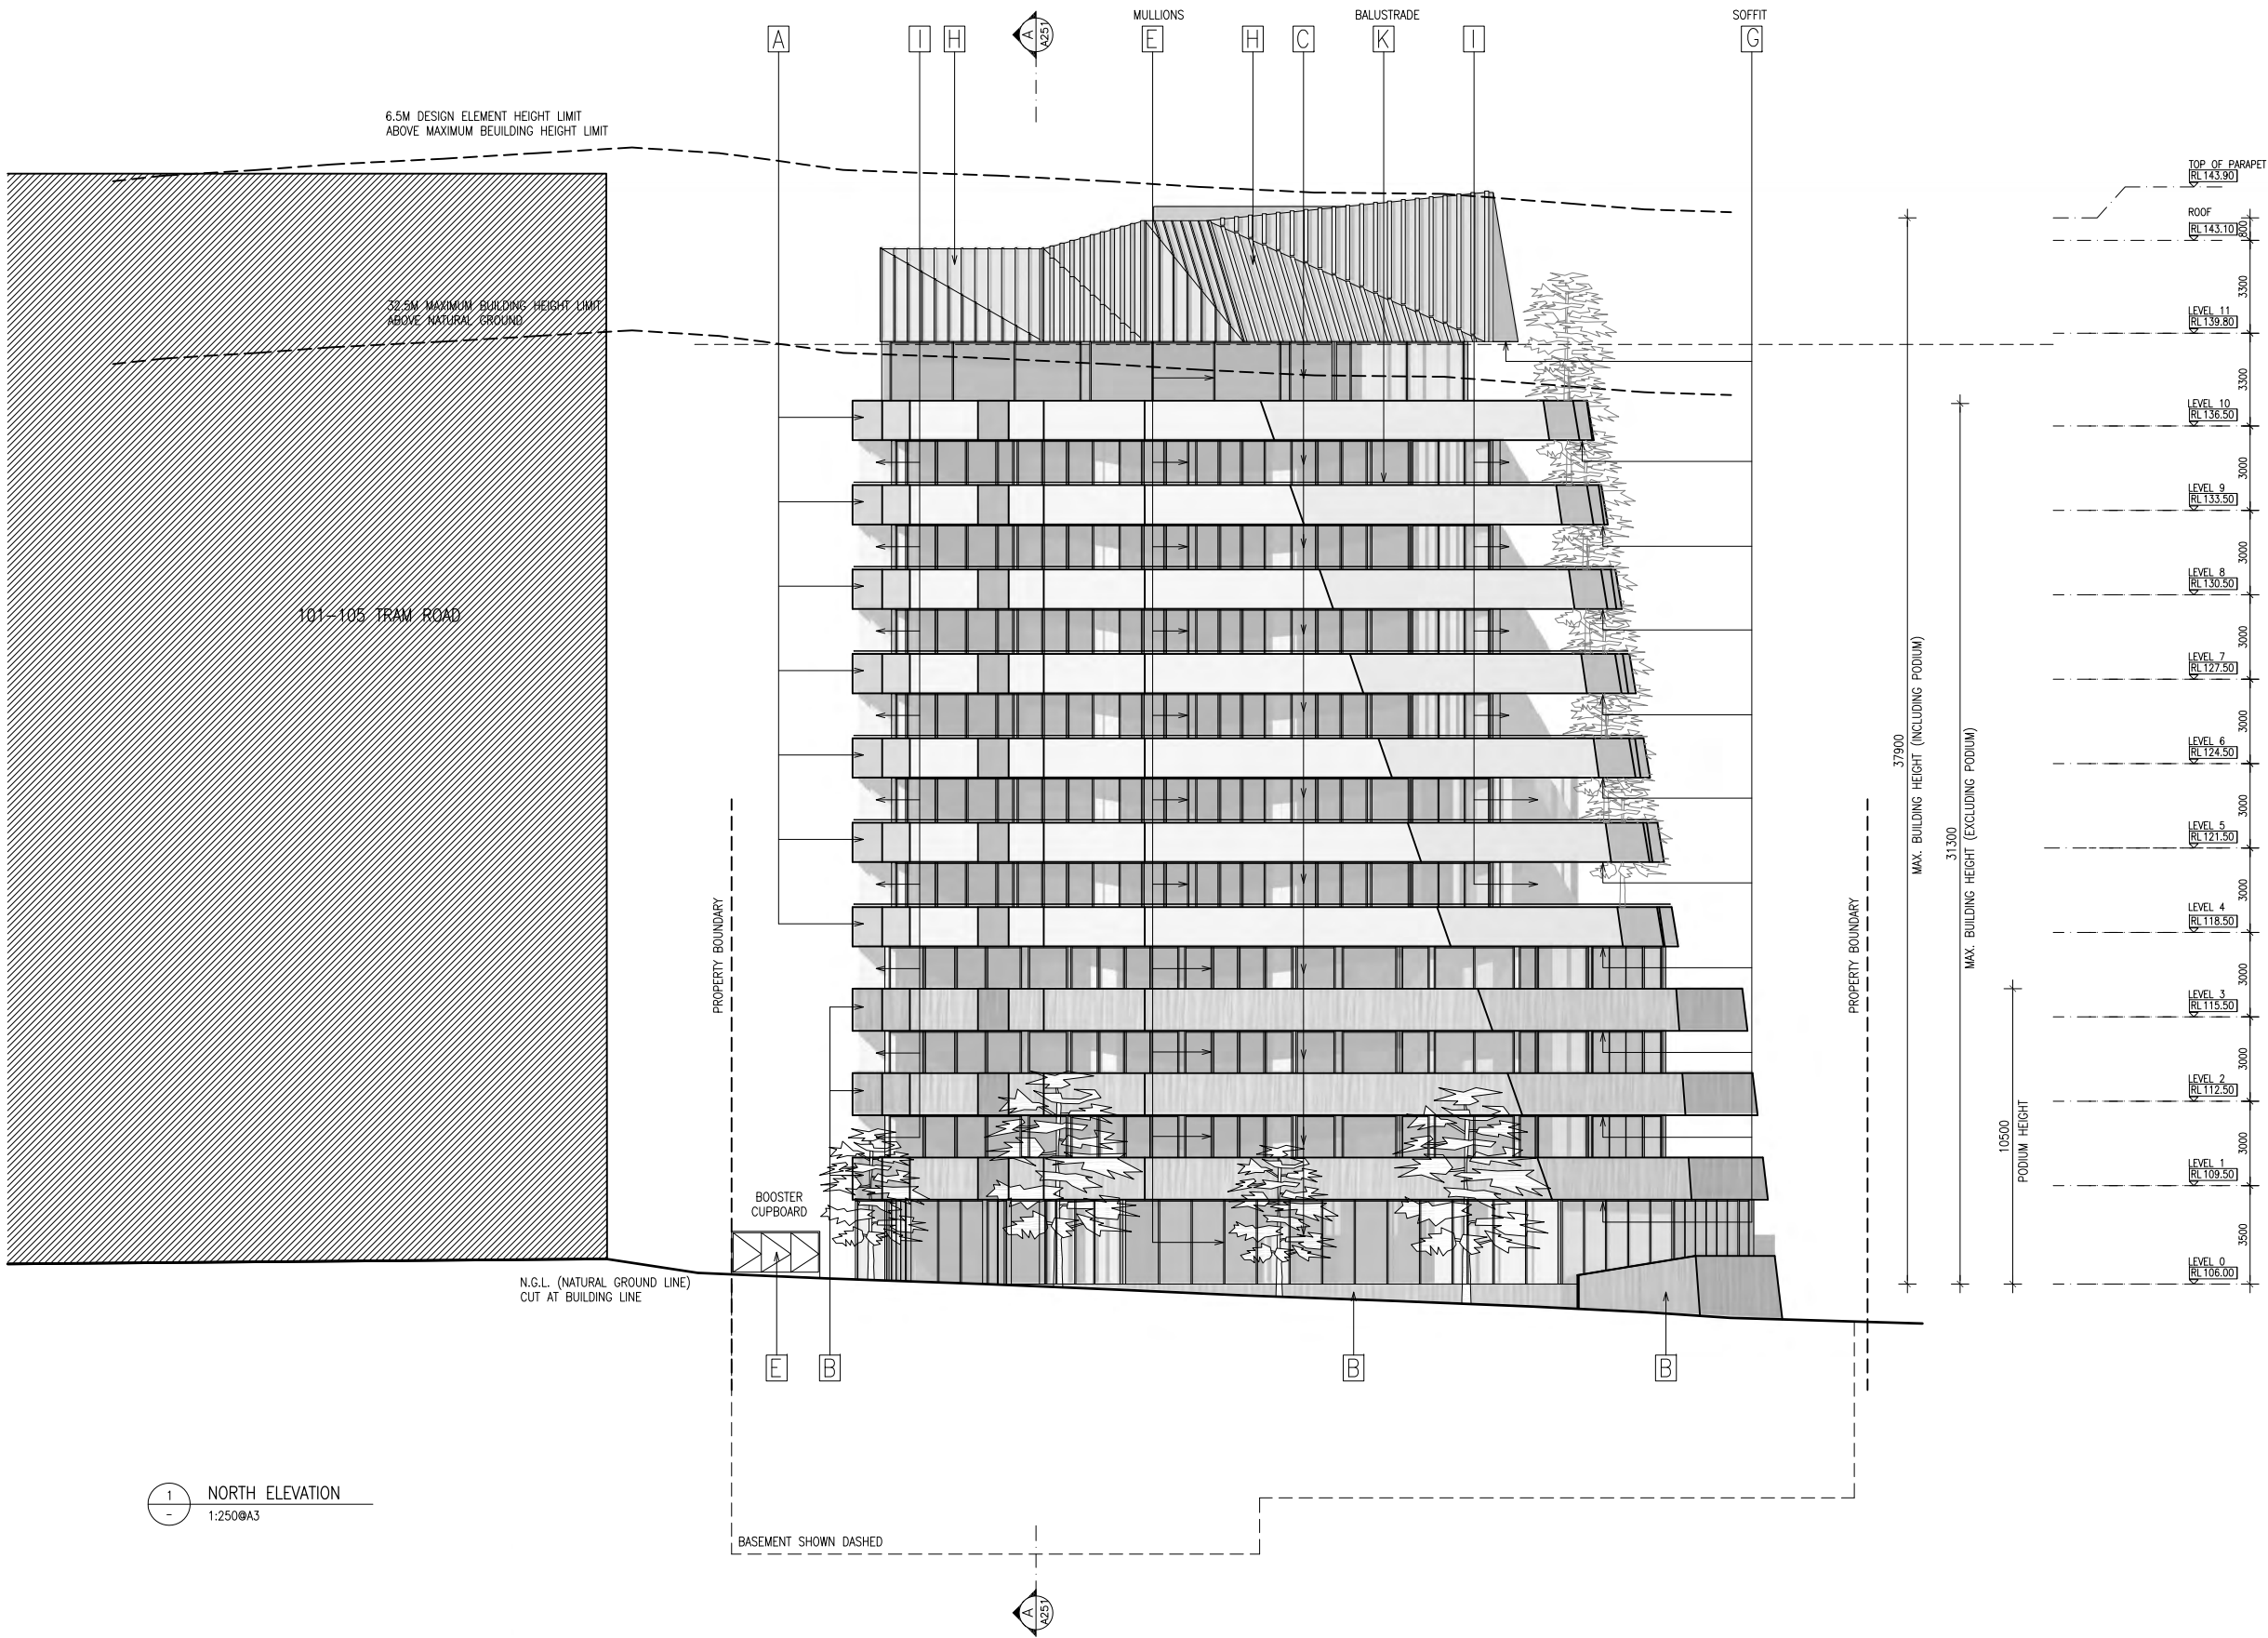 MULLIONS
BALUSTRADE
SOFFIT
A
I
H
A
A251
E
H
C
K
I
G
6.5M DESIGN ELEMENT HEIGHT LIMIT
ABOVE MAXIMUM BEUILDING HEIGHT LIMIT
32.5M MAXIMUM BUILDING HEIGHT LIMIT
ABOVE NATURAL GROUND
101-105 TRAM ROAD
PROPERTY BOUNDARY
BOOSTER
CUPBOARD
N.G.L. (NATURAL GROUND LINE)
CUT AT BUILDING LINE
E
B
B
B
PROPERTY BOUNDARY
37900
MAX. BUILDING HEIGHT (INCLUDING PODIUM)
31300
MAX. BUILDING HEIGHT (EXCLUDING PODIUM)
10500
PODIUM HEIGHT
TOP OF PARAPET
RL143.90
ROOF
RL143.10
800
3300
LEVEL 11
RL139.80
3300
LEVEL 10
RL136.50
3000
LEVEL 9
RL133.50
3000
LEVEL 8
RL130.50
3000
LEVEL 7
RL127.50
3000
LEVEL 6
RL124.50
3000
LEVEL 5
RL121.50
3000
LEVEL 4
RL118.50
3000
LEVEL 3
RL115.50
3000
LEVEL 2
RL112.50
3000
LEVEL 1
RL109.50
3500
LEVEL 0
RL106.00
1
-
NORTH ELEVATION
1:250@A3
BASEMENT SHOWN DASHED
A
A251